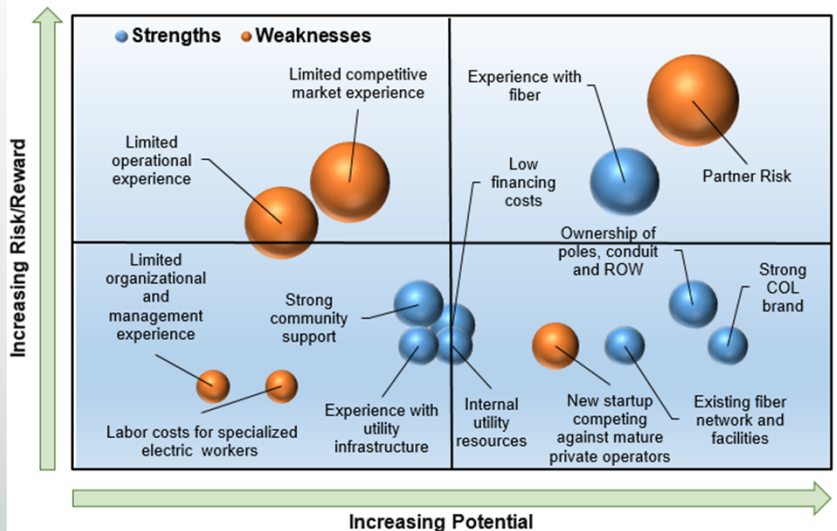 Strengths Weaknesses
Limited competitive
market experience
Experience with
fiber
Limited
operational
experience
Low
financing
costs
Partner Risk
Increasing Risk/Reward
Ownership of
poles, conduit
and ROW
Limited
organizational
and
management
experience
Strong
community
support
Strong
COL
brand
Experience with
utility
infrastructure
Internal
utility
resources
New startup
competing
against mature
private operators
Existing fiber
network and
facilities
Labor costs for specialized
electric workers
Increasing Potential